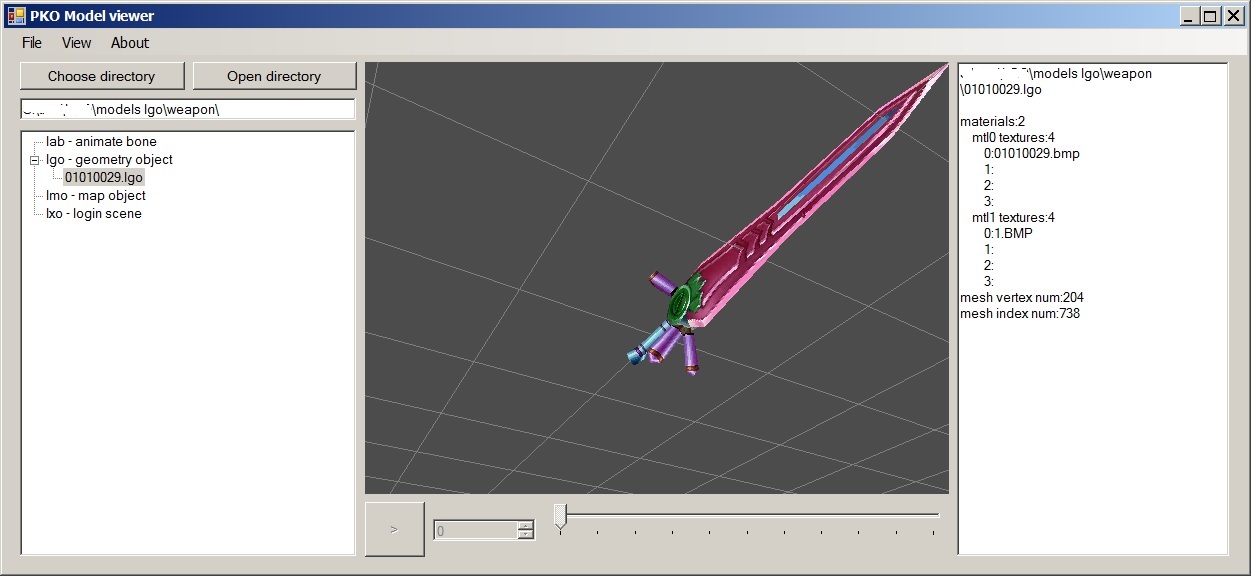 PKO Model viewer
File View About
Choose directory Open directory
\models lgo\weapon\
lab - animate bone
lgo - geometry object
01010029.lgo
lmo - map object
lxo - login scene
>
0
\models lgo\weapon
\01010029.lgo
materials:2
mtl0 textures:4
0:01010029.bmp
1:
2:
3:
mtl1 textures:4
0:1.BMP
1:
2:
3:
mesh vertex num:204
mesh index num:738